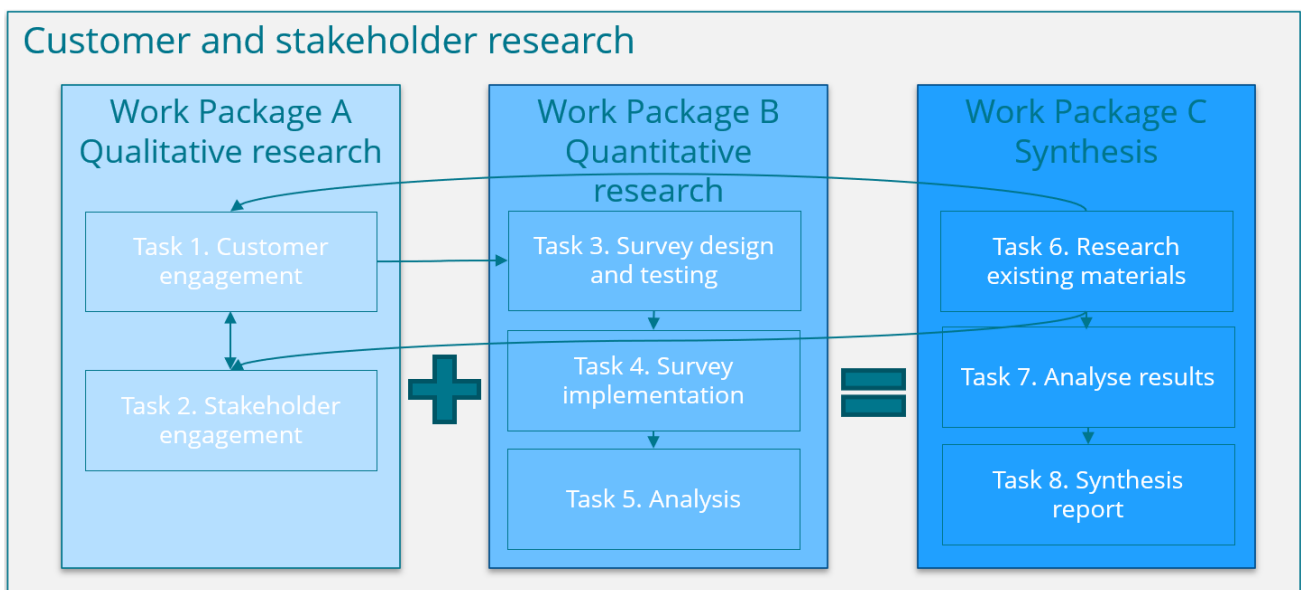 Customer and stakeholder research
Work Package A
Qualitative research
Task 1. Customer
engagement
Task 2. Stakeholder
engagement
Work Package B
Quantitative
research
Task 3. Survey design
and testing
Task 4. Survey
implementation
Task 5. Analysis
Work Package C
Synthesis
Task 6. Research
existing materials
Task 7. Analyse results
Task 8. Synthesis
report